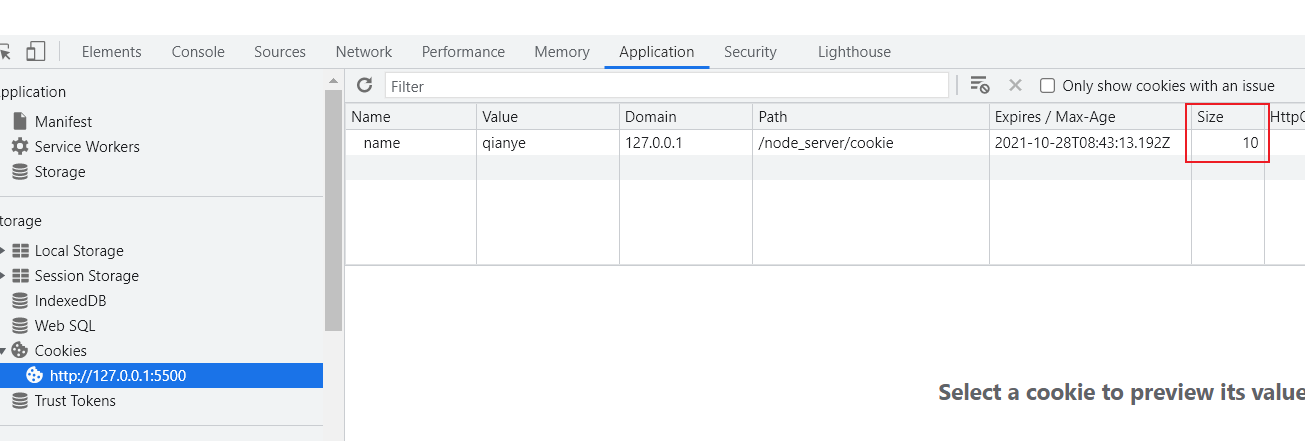 Elements Console Sources Network Performance Memory Application Security Lighthouse
pplication
Manifest
Service Workers
Storage
torage
Local Storage
Session Storage
IndexedDB
Web SQL
Cookies
http://127.0.0.1:5500
Trust Tokens
Filter Only show cookies with an issue
Name Value Domain Path Expires / Max-Age Size HttpO
name qianye 127.0.0.1 /node_server/cookie 2021-10-28T08:43:13.192Z 10
Select a cookie to preview its value